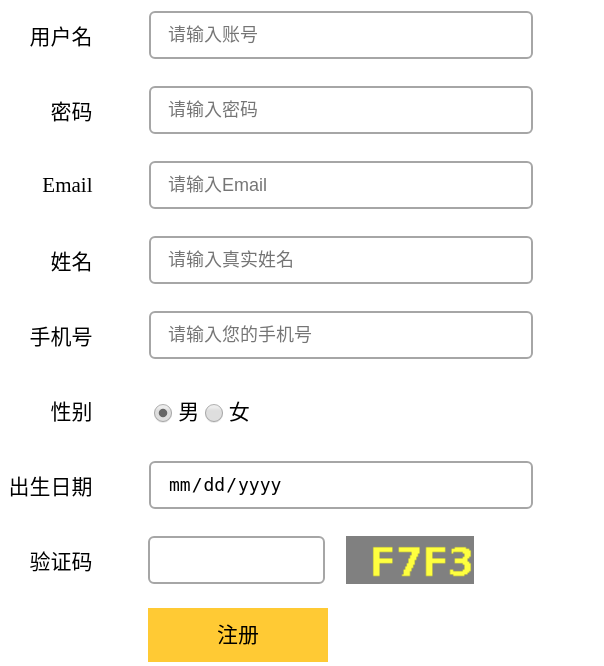 用户名 请输入账号
密码 请输入密码
Email 请输入Email
姓名 请输入真实姓名
手机号 请输入您的手机号
性别 男 女
出生日期 mm/dd/yyyy
验证码 F7F3
注册